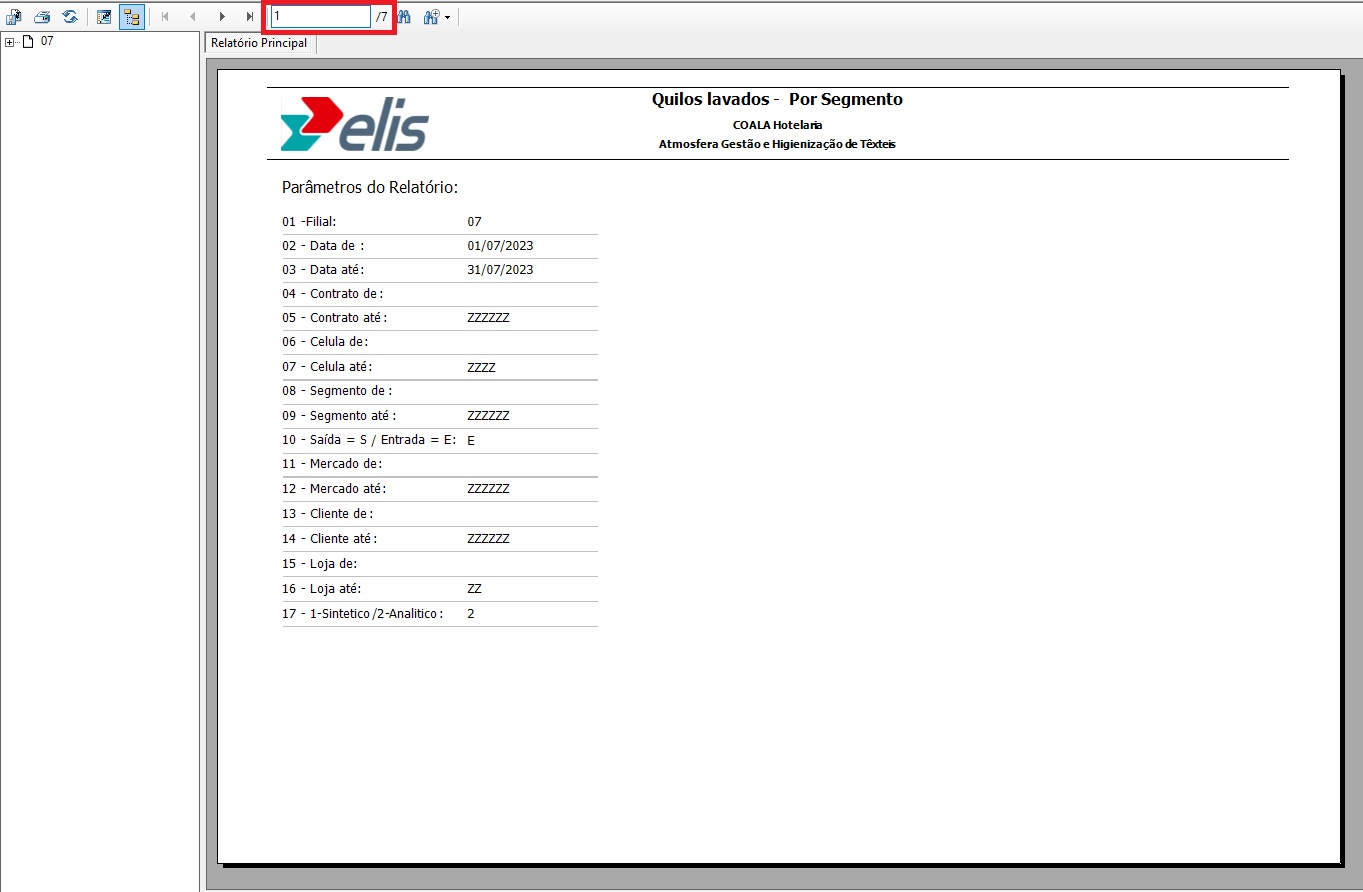 1 /7
07
Relatório Principal
elis
Quilos lavados - Por Segmento
COALA Hotelaria
Atmosfera Gestão e Higienização de Têxteis
Parâmetros do Relatório:
01 -Filial: 07
02 - Data de : 01/07/2023
03 - Data até: 31/07/2023
04 - Contrato de:
05 - Contrato até: ZZZZZZ
06 - Celula de:
07 - Celula até: ZZZZ
08 - Segmento de :
09 - Segmento até : ZZZZZZ
10 - Saída = S / Entrada = E: E
11 - Mercado de:
12 - Mercado até: ZZZZZZ
13 - Cliente de:
14 - Cliente até: ZZZZZZ
15 - Loja de:
16 - Loja até: ZZ
17 - 1-Sintetico/2-Analitico: 2